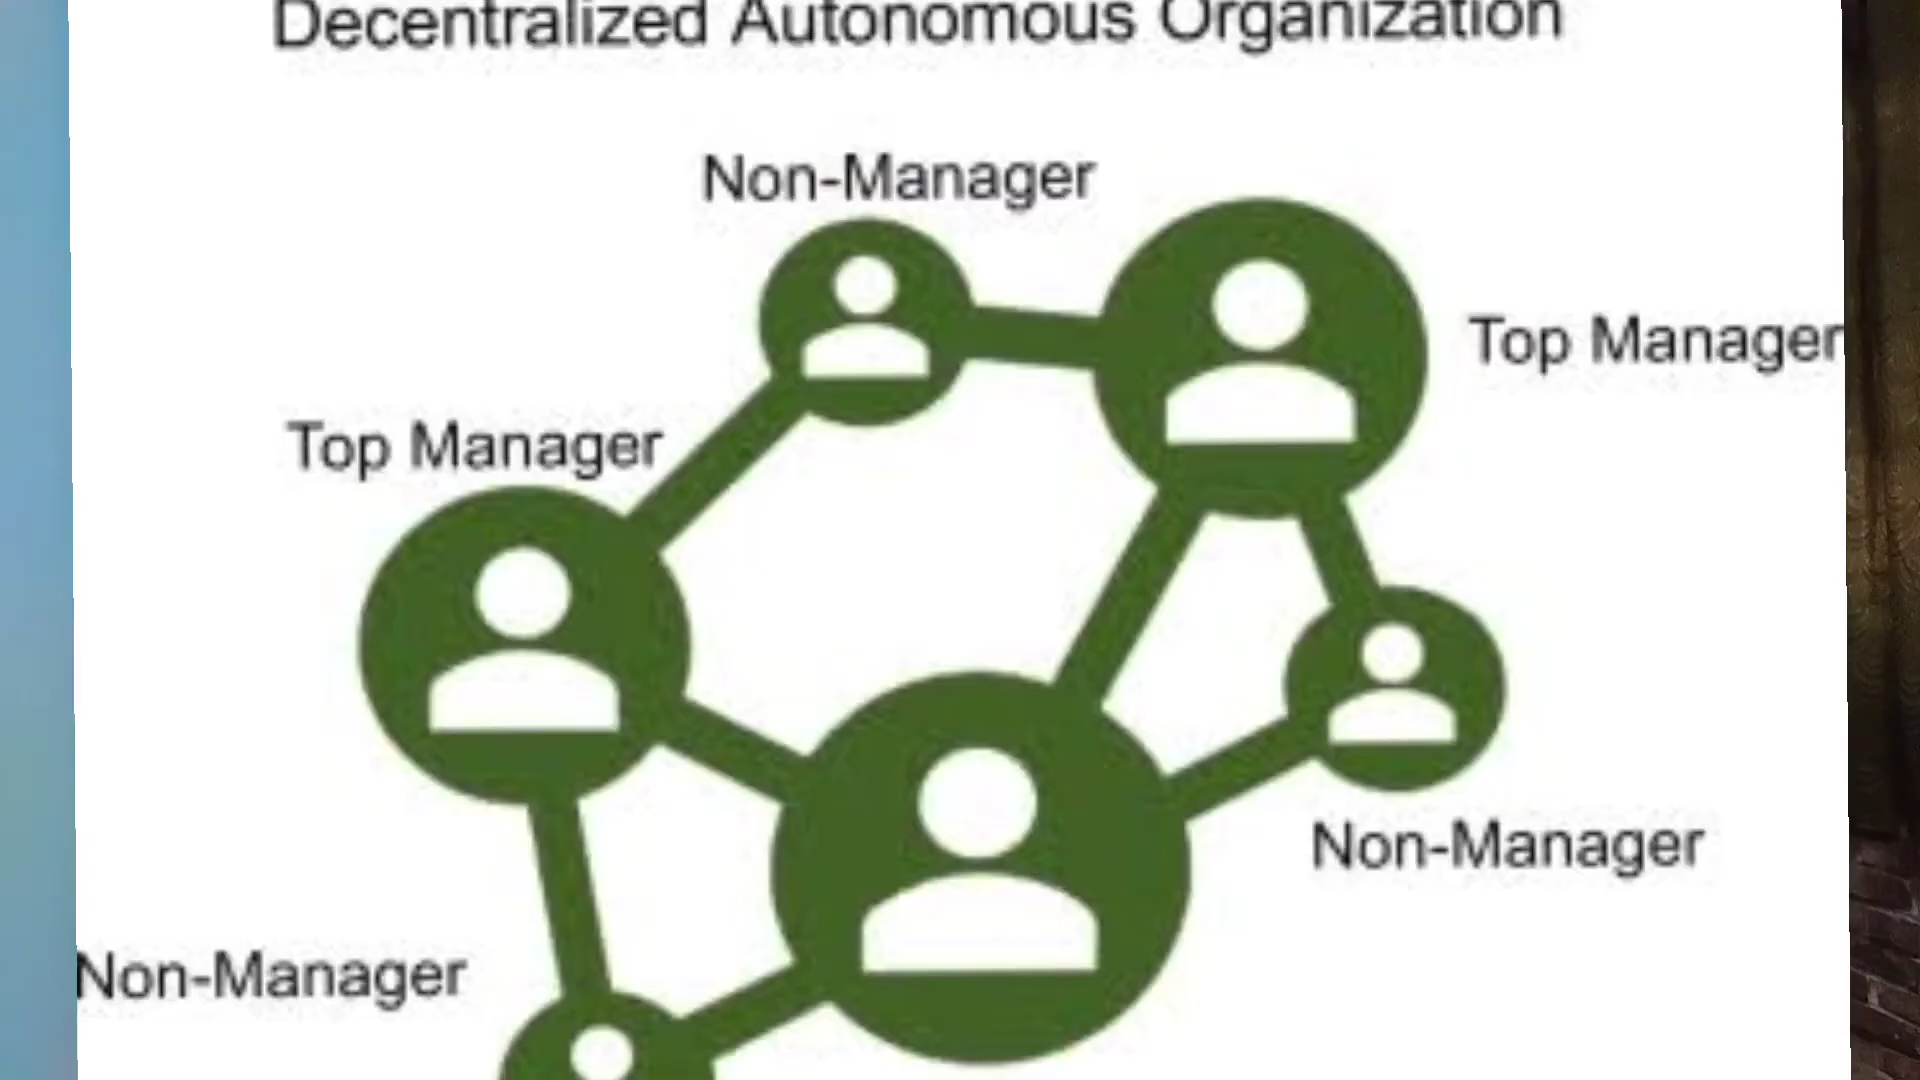 Decentralized Autonomous Organization
Non-Manager
Top Manager
Top Manager
Non-Manager
Non-Manager